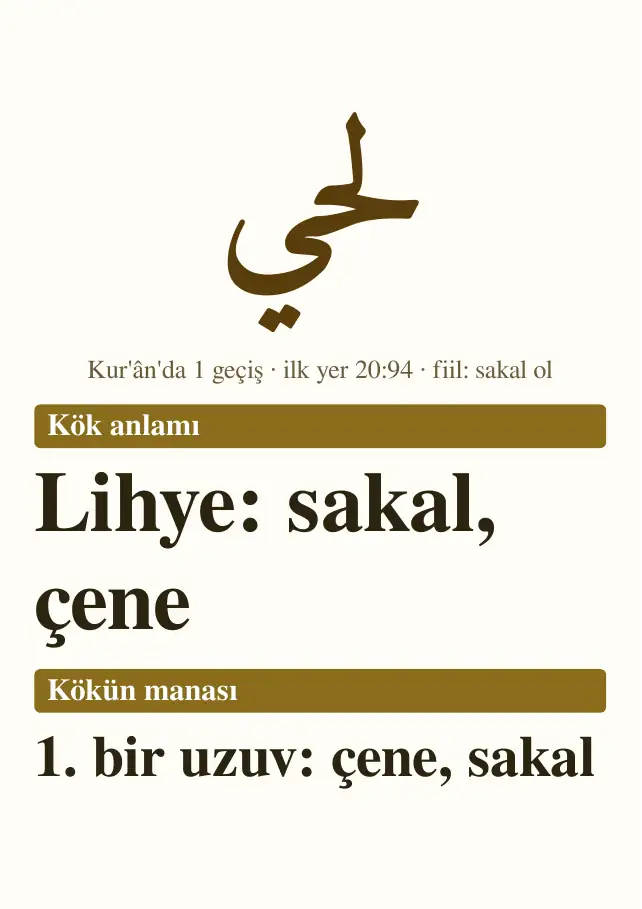 لحي
Kur'ân'da 1 geçiş · ilk yer 20:94 · fiil: sakal ol
Kök anlamı
Lihye: sakal,
çene
Kökün manası
1. bir uzuv: çene, sakal